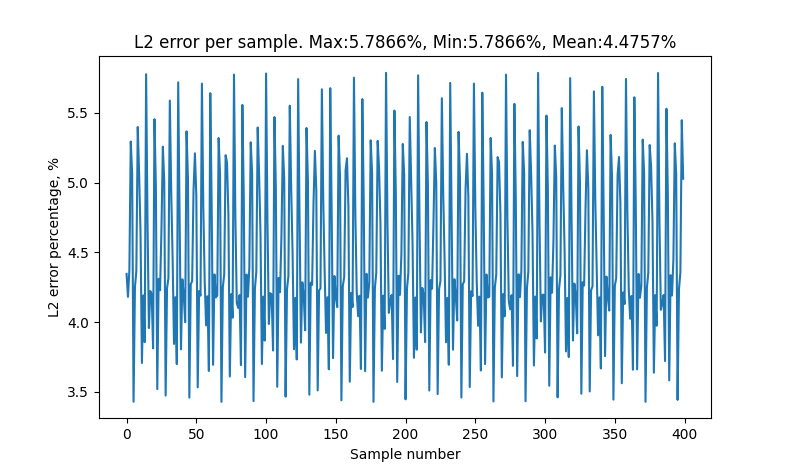 L2 error per sample. Max:5.7866%, Min:5.7866%, Mean:4.4757%
L2 error percentage, %
5.5
5.0
4.5
4.0
3.5
0 50 100 150 200 250 300 350 400
Sample number